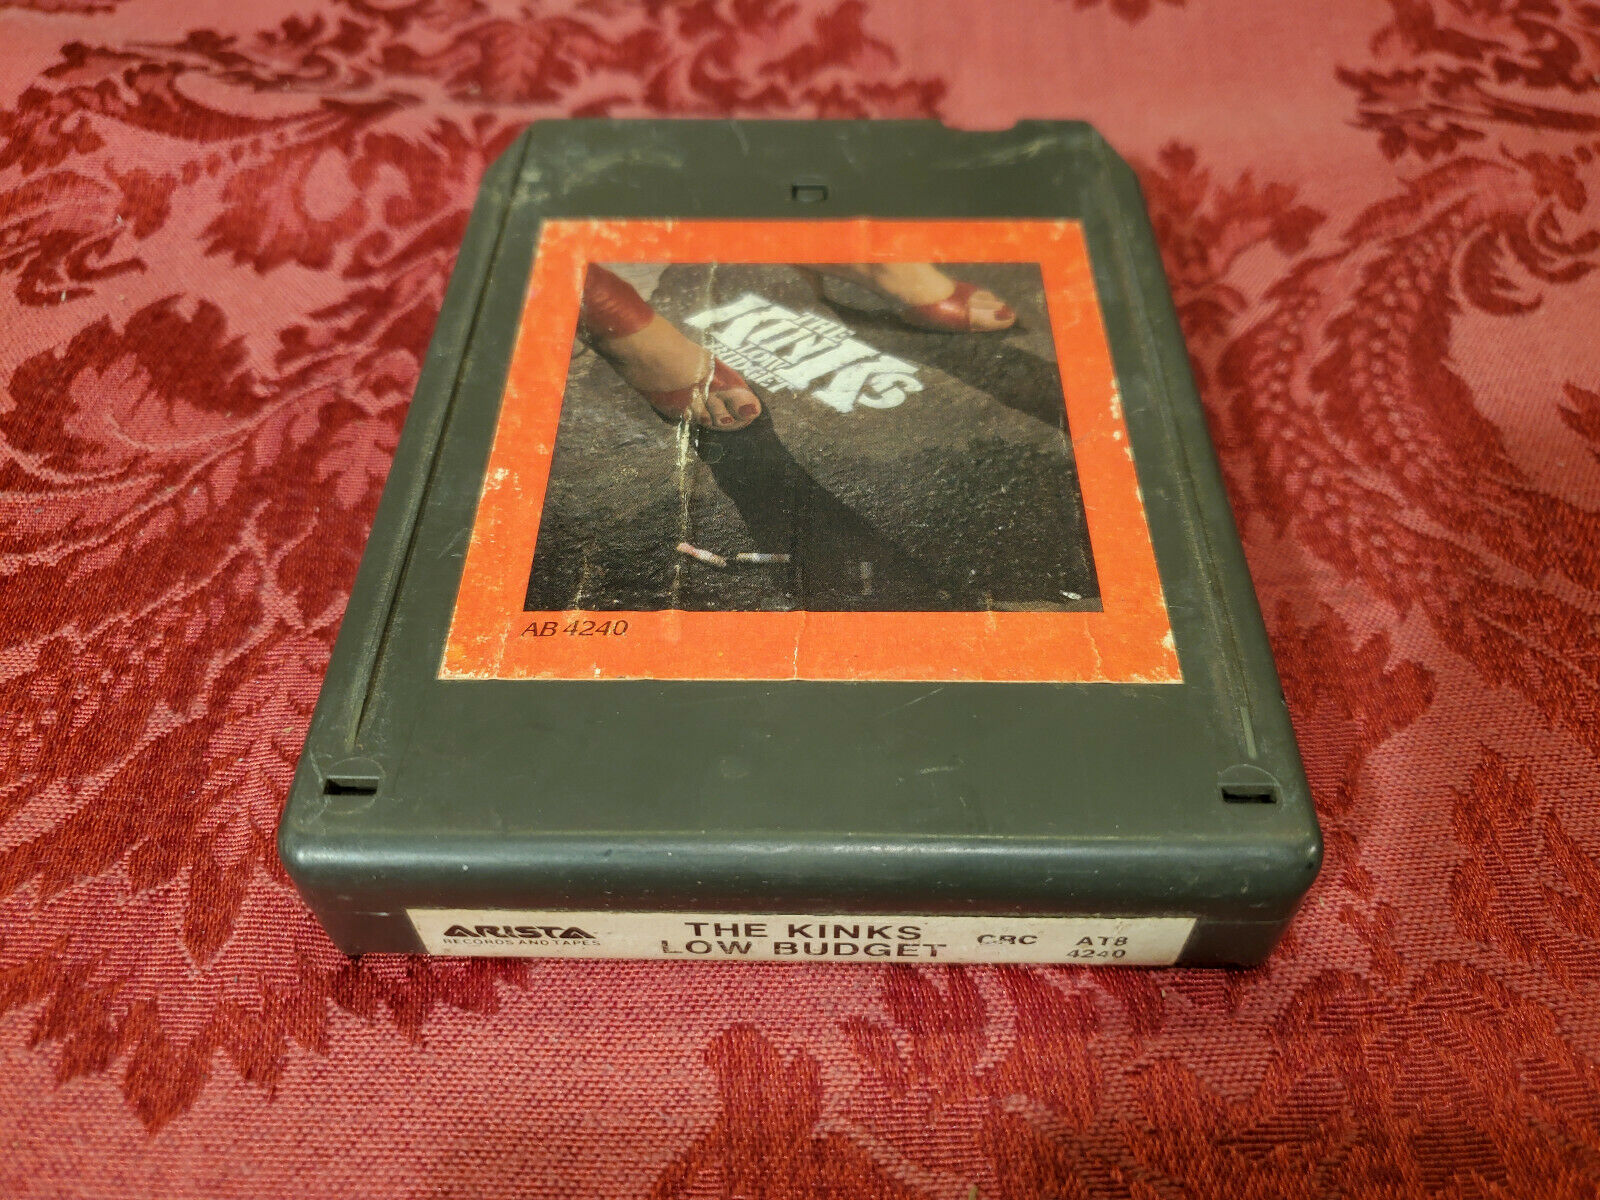 THE
KINKS
LOW
BUDGET
AB 4240
ARISTA
RECORDS AND TAPES
THE KINKS
LOW BUDGET
CRC
AT8
4240